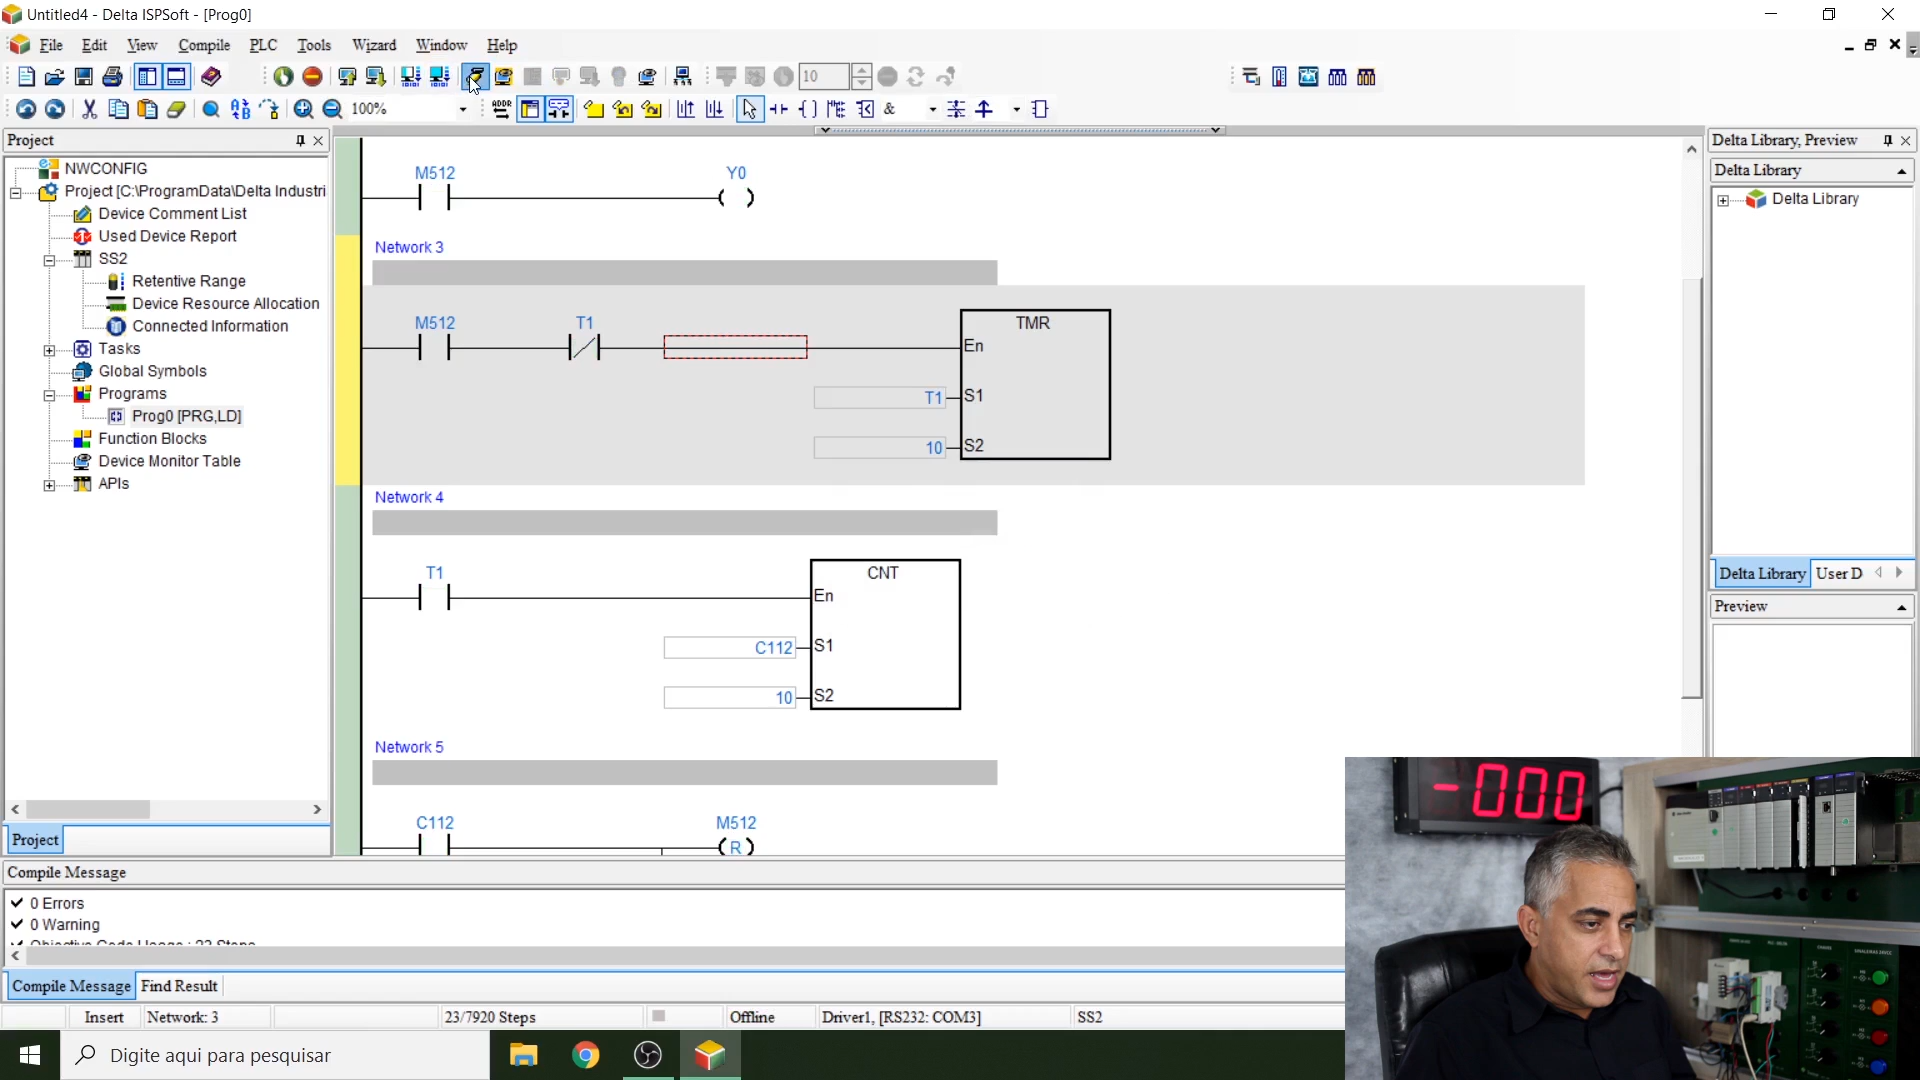 Untitled4 - Delta ISPSoft - [Prog0]
File Edit View Compile PLC Tools Wizard Window Help
10
100%
ADDR
&
Project
NWCONFIG
Project [C:\ProgramData\Delta Industri
Device Comment List
Used Device Report
SS2
Retentive Range
Device Resource Allocation
Connected Information
Tasks
Global Symbols
Programs
Prog0 [PRG,LD]
Function Blocks
Device Monitor Table
APIs
Project
M512 Y0
Network 3
M512 T1 TMR
En
T1 S1
10 S2
Network 4
T1 CNT
En
C112 S1
10 S2
Network 5
C112 M512
R
Delta Library, Preview
Delta Library
Delta Library
Delta Library User D
Preview
-000
Compile Message
0 Errors
0 Warning
Compile Message Find Result
Insert Network: 3 23/7920 Steps Offline Driver1, [RS232: COM3] SS2
Digite aqui para pesquisar